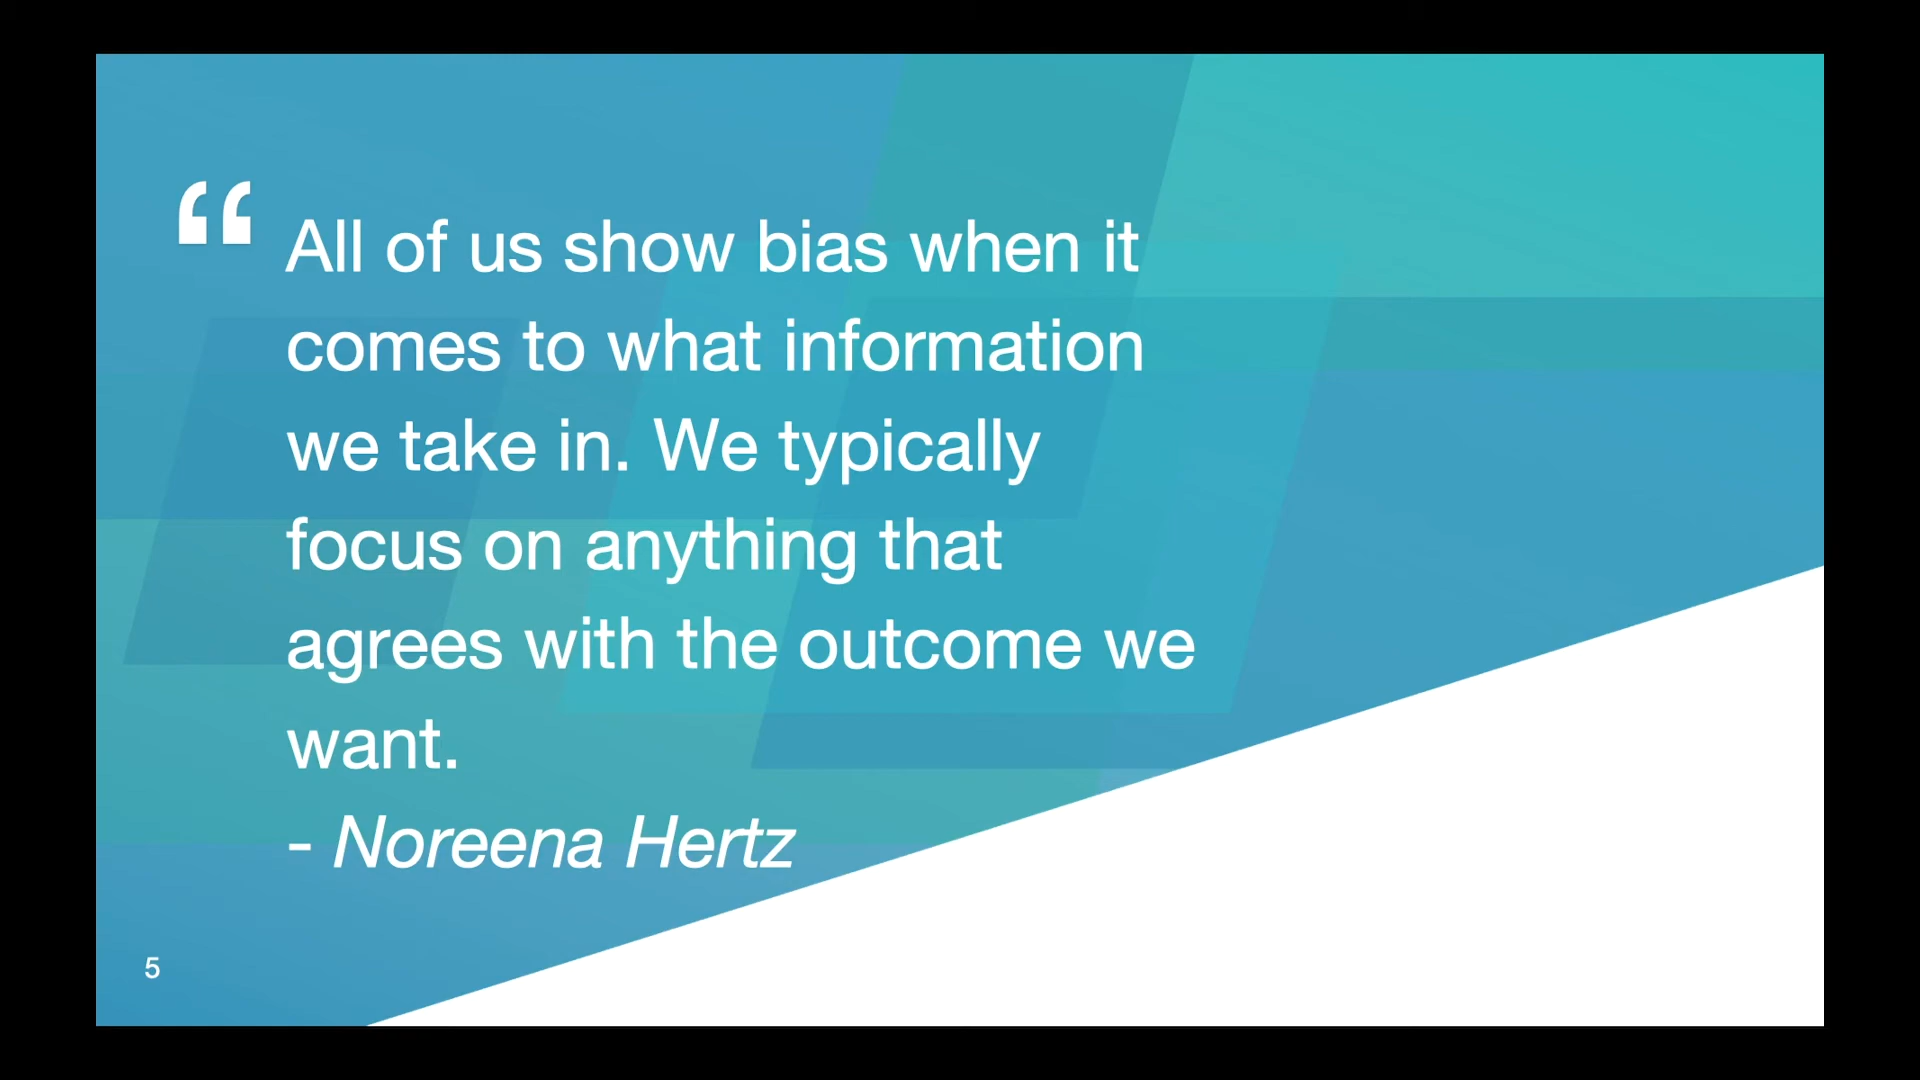 “ All of us show bias when it
comes to what information
we take in. We typically
focus on anything that
agrees with the outcome we
want.
- Noreena Hertz
5